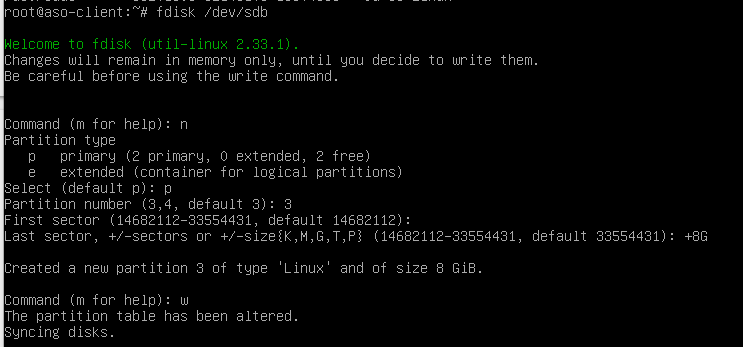 root@aso-client:~# fdisk /dev/sdb
Welcome to fdisk (util-linux 2.33.1).
Changes will remain in memory only, until you decide to write them.
Be careful before using the write command.
Command (m for help): n
Partition type
p primary (2 primary, 0 extended, 2 free)
e extended (container for logical partitions)
Select (default p): p
Partition number (3,4, default 3): 3
First sector (14682112-33554431, default 14682112):
Last sector, +/-sectors or +/-size{K,M,G,T,P} (14682112-33554431, default 33554431): +8G
Created a new partition 3 of type 'Linux' and of size 8 GiB.
Command (m for help): w
The partition table has been altered.
Syncing disks.